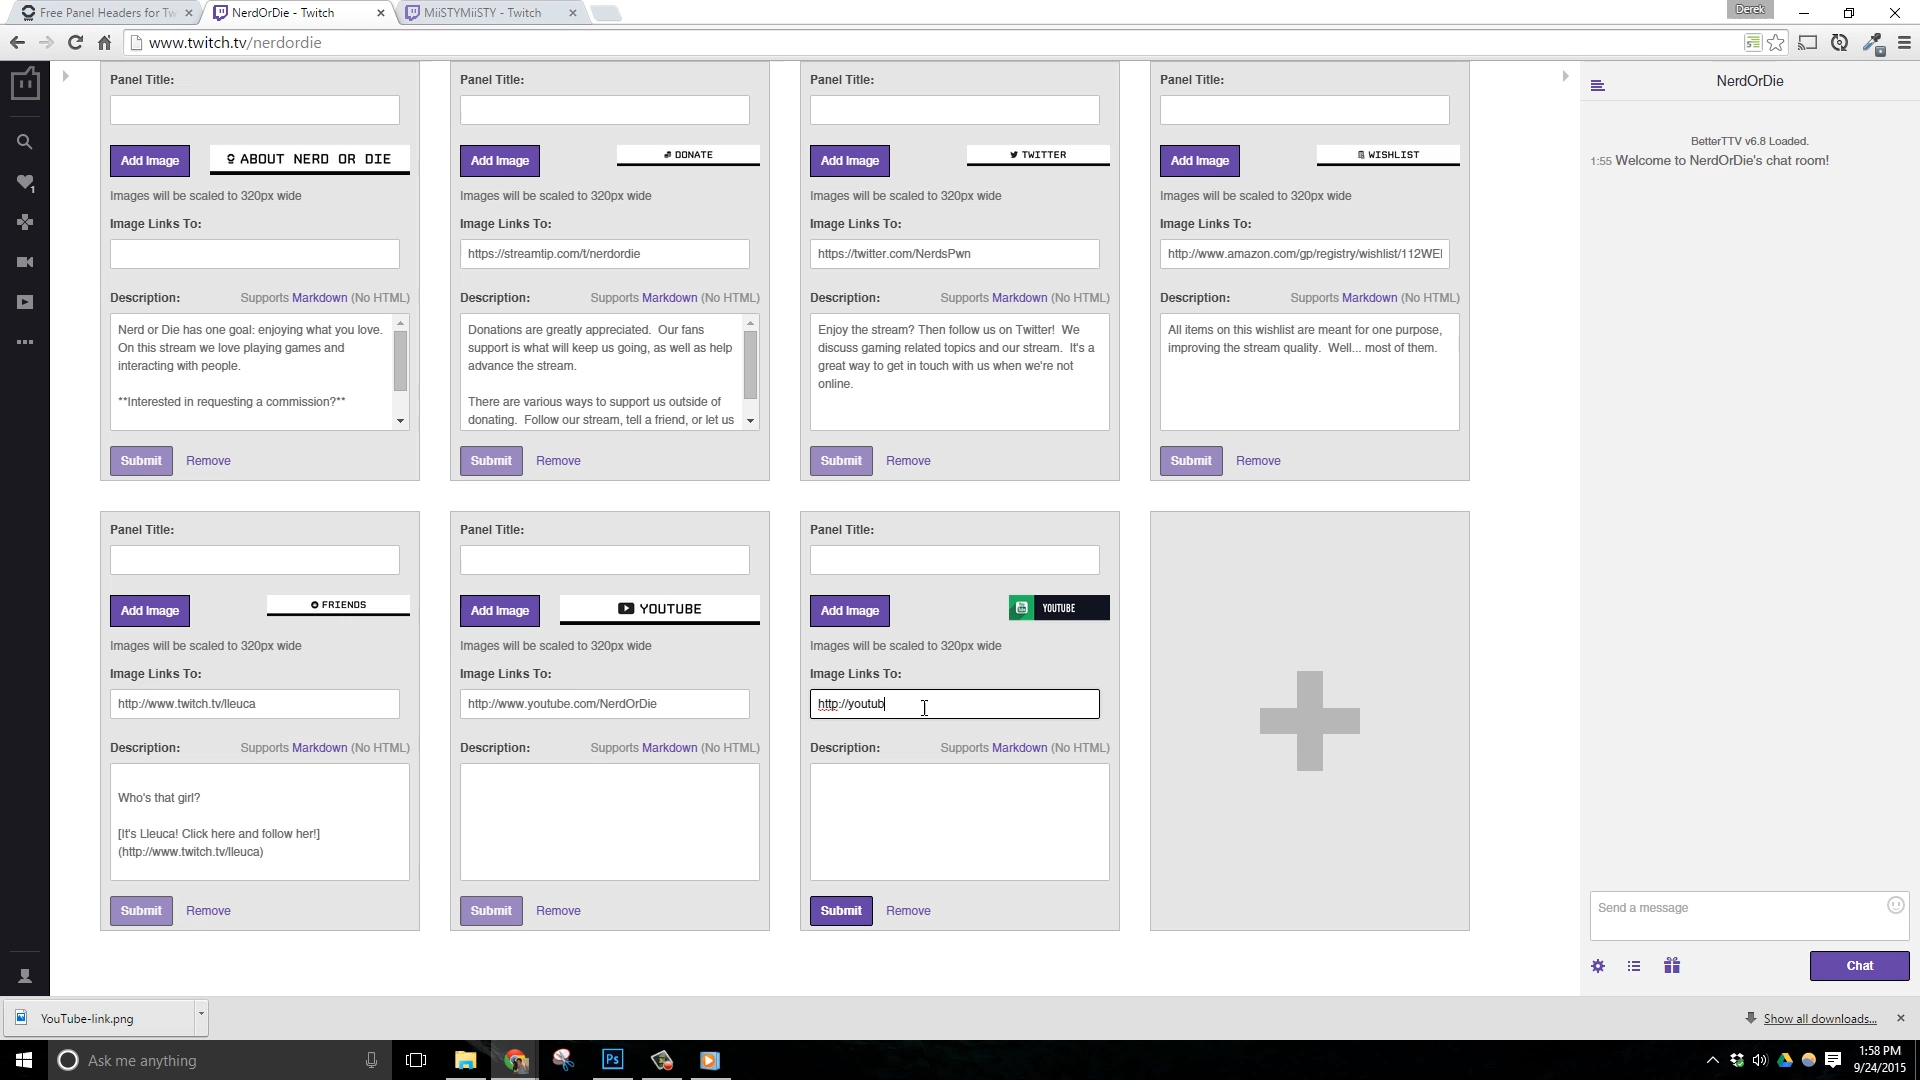 Free Panel Headers for Tw
NerdOrDie - Twitch
MiiSTYMiiSTY - Twitch
Derek
www.twitch.tv/nerdordie
Panel Title:
Panel Title:
Panel Title:
Panel Title:
NerdOrDie
BetterTTV v6.8 Loaded.
1:55 Welcome to NerdOrDie's chat room!
1
Add Image
ABOUT NERD OR DIE
Add Image
DONATE
Add Image
TWITTER
Add Image
WISHLIST
Images will be scaled to 320px wide
Images will be scaled to 320px wide
Images will be scaled to 320px wide
Images will be scaled to 320px wide
Image Links To:
Image Links To:
Image Links To:
Image Links To:
https://streamtip.com/t/nerdordie
https://twitter.com/NerdsPwn
http://www.amazon.com/gp/registry/wishlist/112WEI
Description: Supports Markdown (No HTML)
Description: Supports Markdown (No HTML)
Description: Supports Markdown (No HTML)
Description: Supports Markdown (No HTML)
Nerd or Die has one goal: enjoying what you love.
On this stream we love playing games and
interacting with people.
**Interested in requesting a commission?**
Donations are greatly appreciated. Our fans
support is what will keep us going, as well as help
advance the stream.
There are various ways to support us outside of
donating. Follow our stream, tell a friend, or let us
Enjoy the stream? Then follow us on Twitter! We
discuss gaming related topics and our stream. It's a
great way to get in touch with us when we're not
online.
All items on this wishlist are meant for one purpose,
improving the stream quality. Well... most of them.
Submit Remove
Submit Remove
Submit Remove
Submit Remove
Panel Title:
Panel Title:
Panel Title:
Add Image
FRIENDS
Add Image
YOUTUBE
Add Image
YOUTUBE
Images will be scaled to 320px wide
Images will be scaled to 320px wide
Images will be scaled to 320px wide
Image Links To:
Image Links To:
Image Links To:
http://www.twitch.tv/lleuca
http://www.youtube.com/NerdOrDie
http://youtub
Description: Supports Markdown (No HTML)
Description: Supports Markdown (No HTML)
Description: Supports Markdown (No HTML)
Who's that girl?
[It's Lleuca! Click here and follow her!]
(http://www.twitch.tv/lleuca)
Submit Remove
Submit Remove
Submit Remove
Send a message
Chat
YouTube-link.png
Show all downloads...
Ask me anything
Ps
1:58 PM
9/24/2015